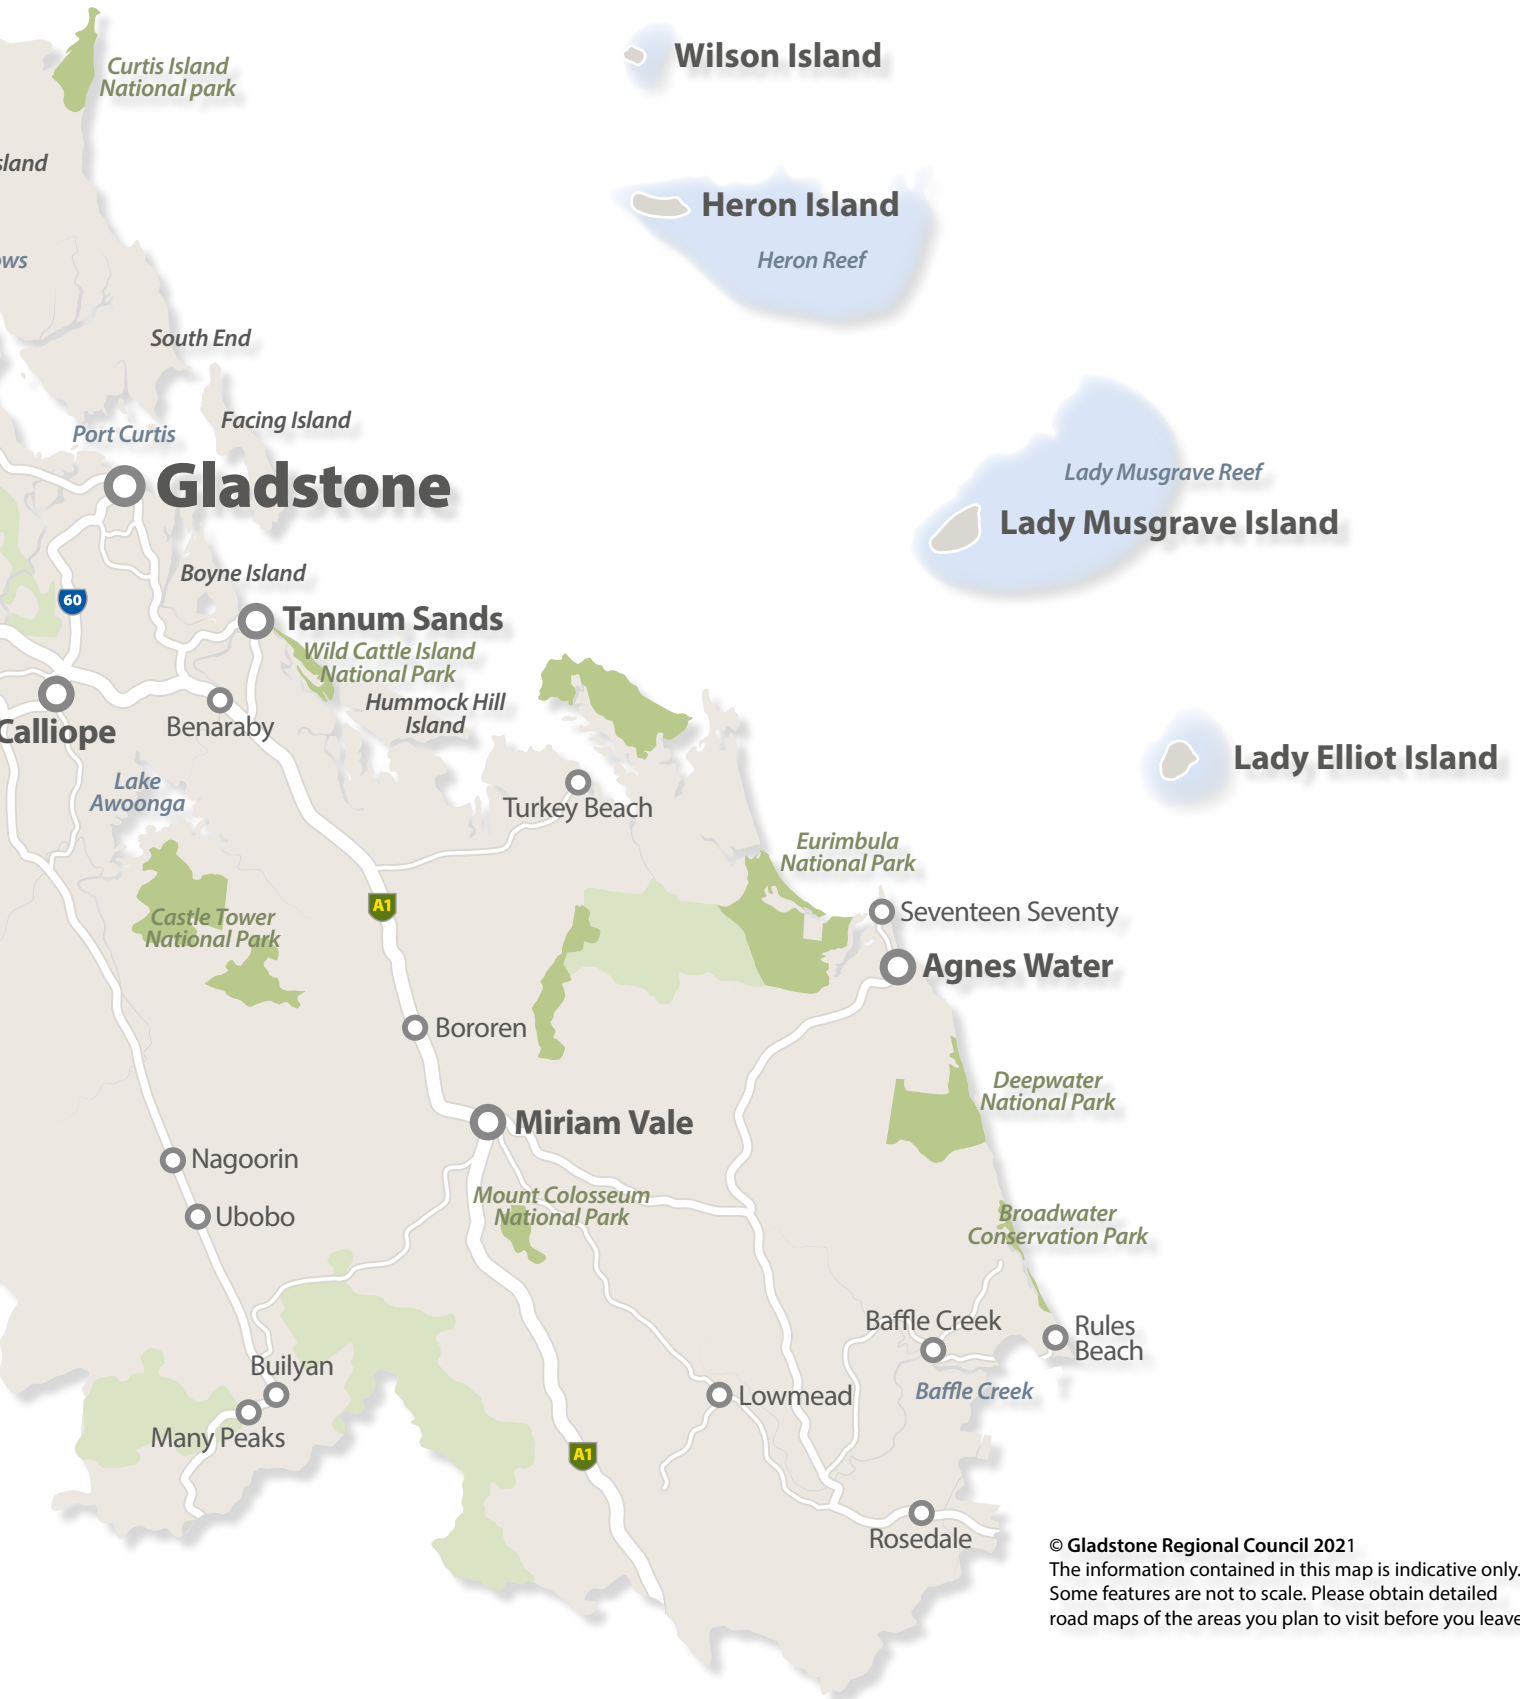 Wilson Island
Curtis Island
National park
sland
Heron Island
Heron Reef
ws
South End
Facing Island
Port Curtis
Gladstone
Lady Musgrave Reef
Lady Musgrave Island
Boyne Island
60
Tannum Sands
Wild Cattle Island
National Park
Hummock Hill
Island
Calliope
Benaraby
Lady Elliot Island
Lake
Awoonga
Turkey Beach
Eurimbula
National Park
A1
Castle Tower
National Park
Seventeen Seventy
Agnes Water
Bororen
Deepwater
National Park
Miriam Vale
Nagoorin
Mount Colosseum
National Park
Ubobo
Broadwater
Conservation Park
Baffle Creek
Rules
Beach
Builyan
Baffle Creek
Lowmead
Many Peaks
A1
Rosedale
© Gladstone Regional Council 2021
The information contained in this map is indicative only.
Some features are not to scale. Please obtain detailed
road maps of the areas you plan to visit before you leave